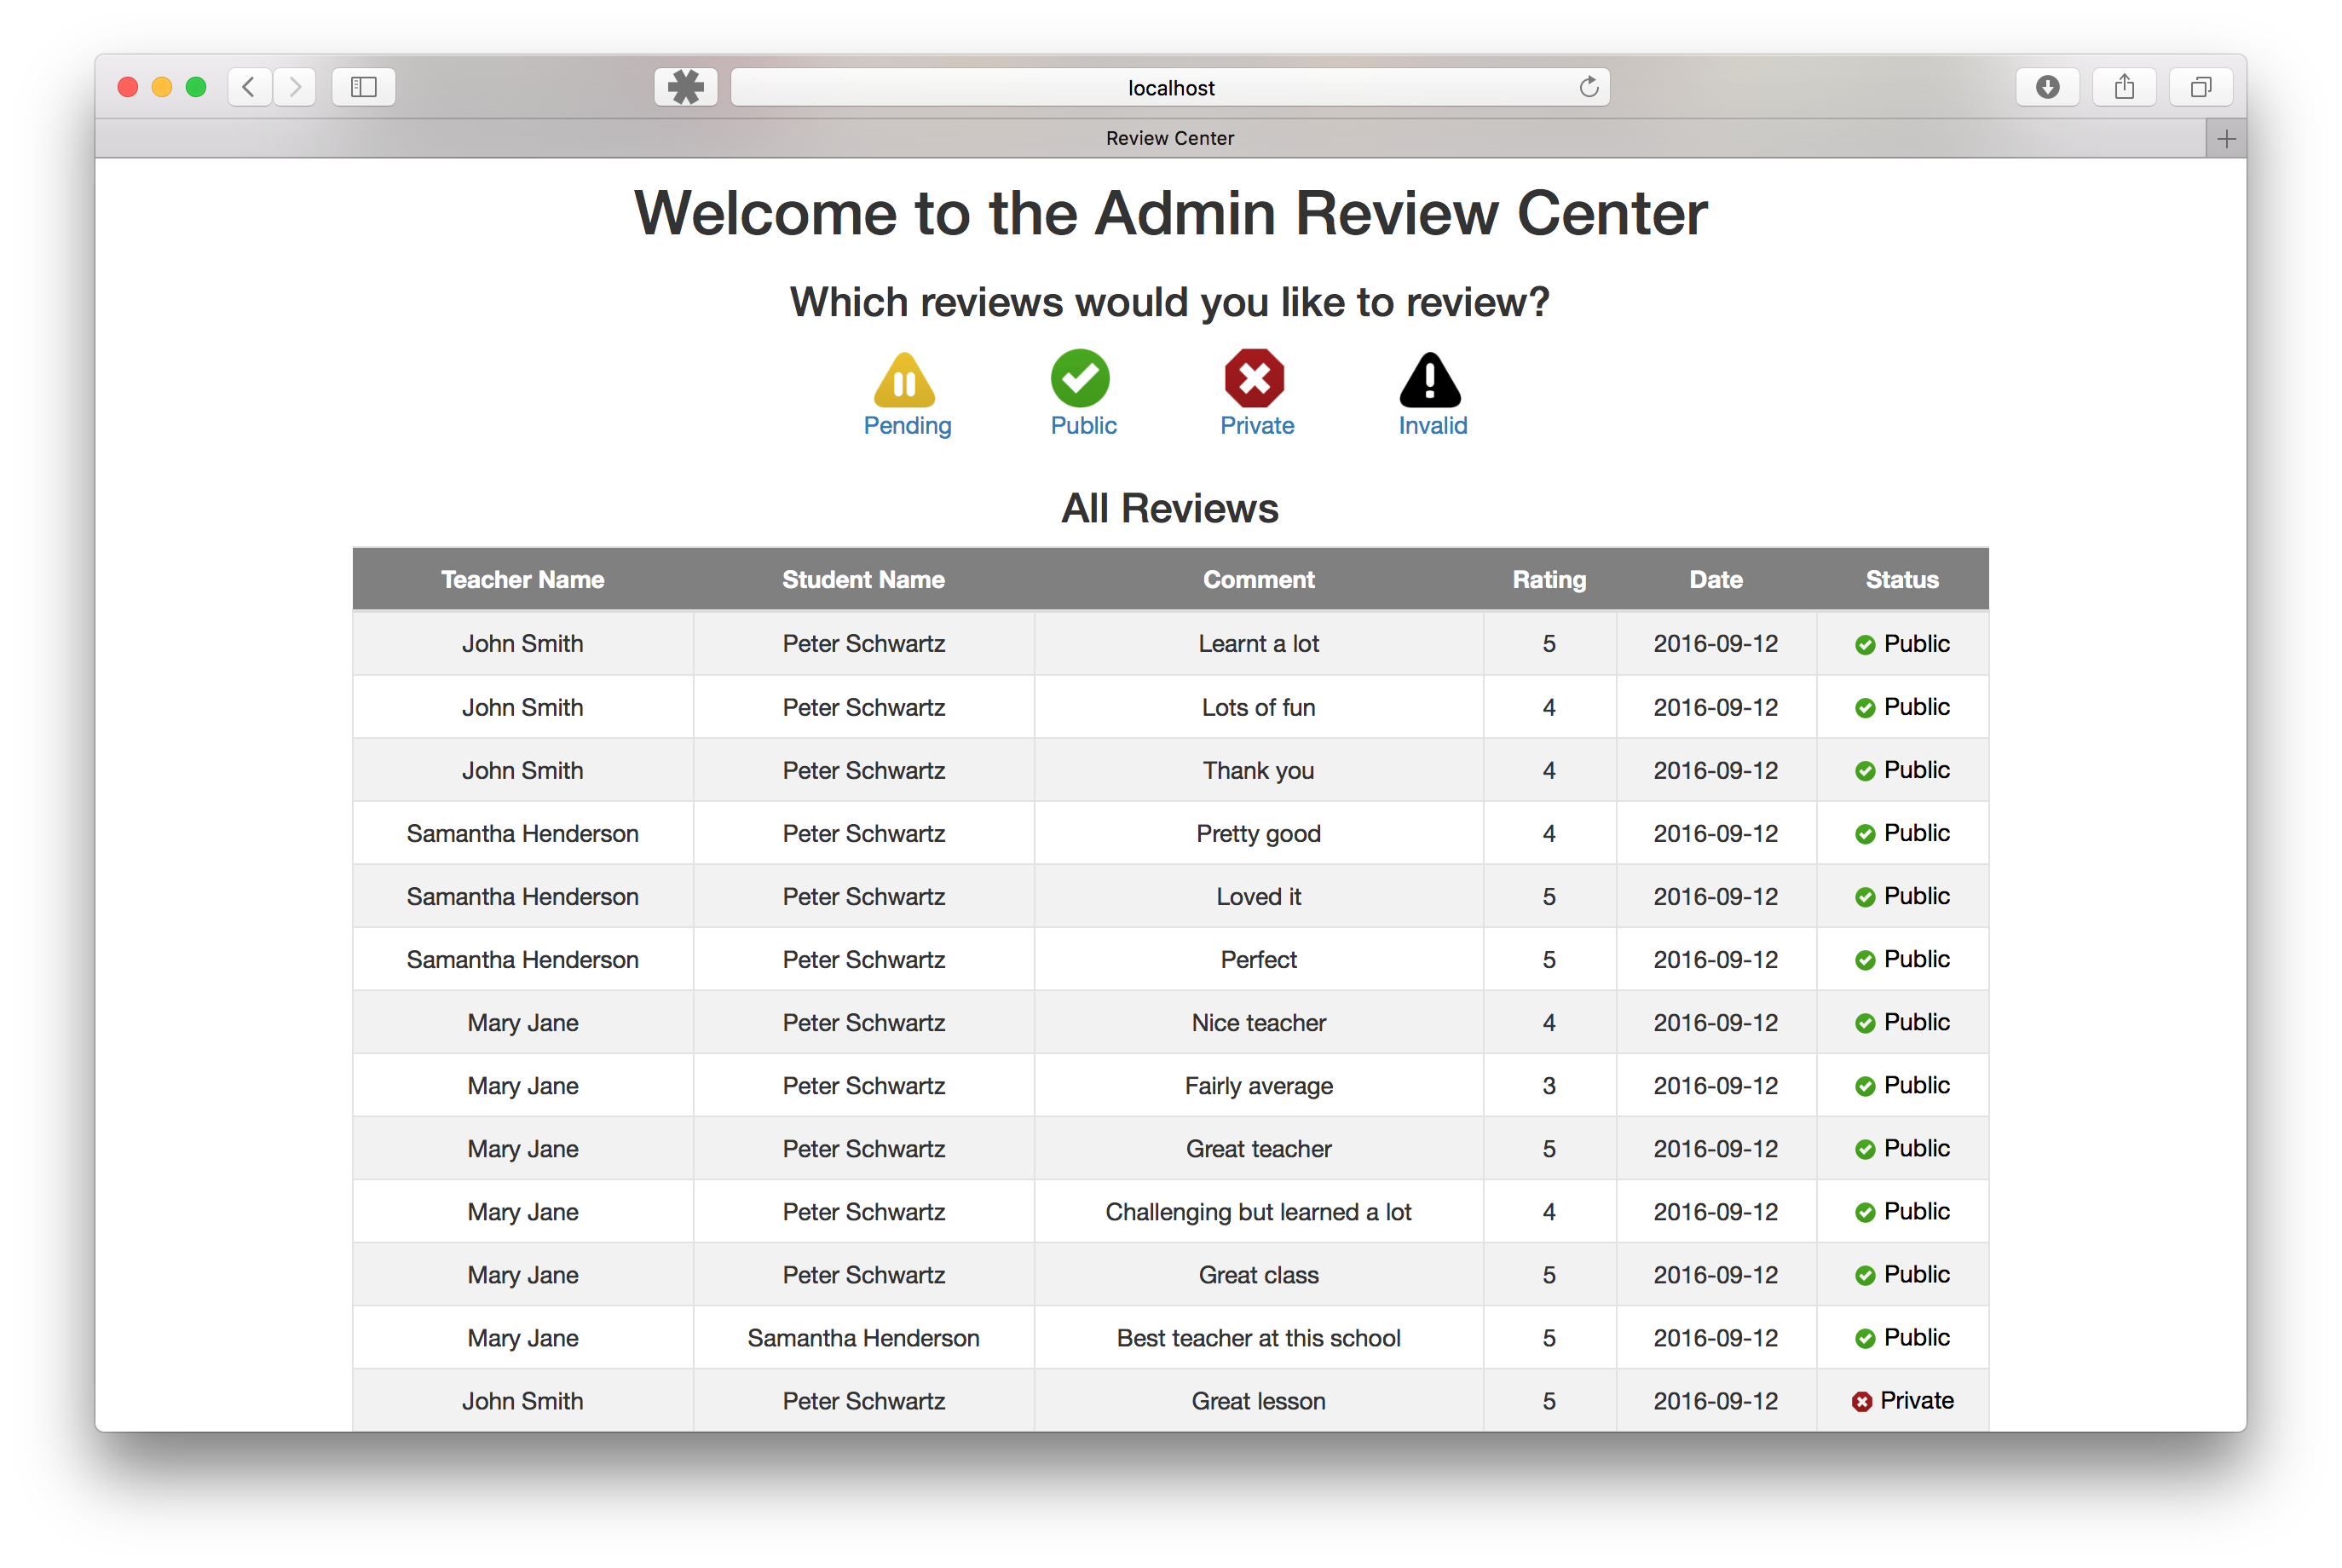 localhost
Review Center
Welcome to the Admin Review Center
Which reviews would you like to review?
Pending Public Private Invalid
All Reviews
Teacher Name Student Name Comment Rating Date Status
John Smith Peter Schwartz Learnt a lot 5 2016-09-12 Public
John Smith Peter Schwartz Lots of fun 4 2016-09-12 Public
John Smith Peter Schwartz Thank you 4 2016-09-12 Public
Samantha Henderson Peter Schwartz Pretty good 4 2016-09-12 Public
Samantha Henderson Peter Schwartz Loved it 5 2016-09-12 Public
Samantha Henderson Peter Schwartz Perfect 5 2016-09-12 Public
Mary Jane Peter Schwartz Nice teacher 4 2016-09-12 Public
Mary Jane Peter Schwartz Fairly average 3 2016-09-12 Public
Mary Jane Peter Schwartz Great teacher 5 2016-09-12 Public
Mary Jane Peter Schwartz Challenging but learned a lot 4 2016-09-12 Public
Mary Jane Peter Schwartz Great class 5 2016-09-12 Public
Mary Jane Samantha Henderson Best teacher at this school 5 2016-09-12 Public
John Smith Peter Schwartz Great lesson 5 2016-09-12 Private